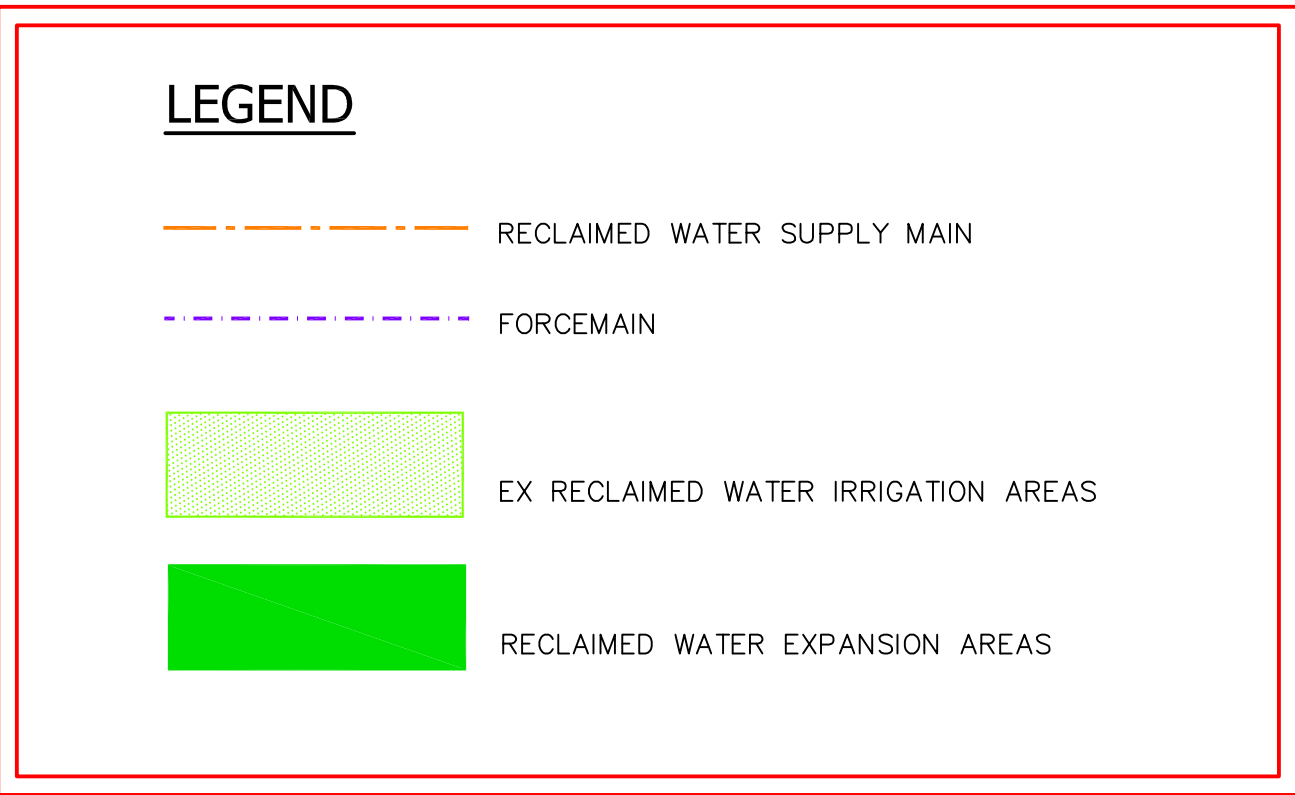 LEGEND
RECLAIMED WATER SUPPLY MAIN
FORCEMAIN
EX RECLAIMED WATER IRRIGATION AREAS
RECLAIMED WATER EXPANSION AREAS